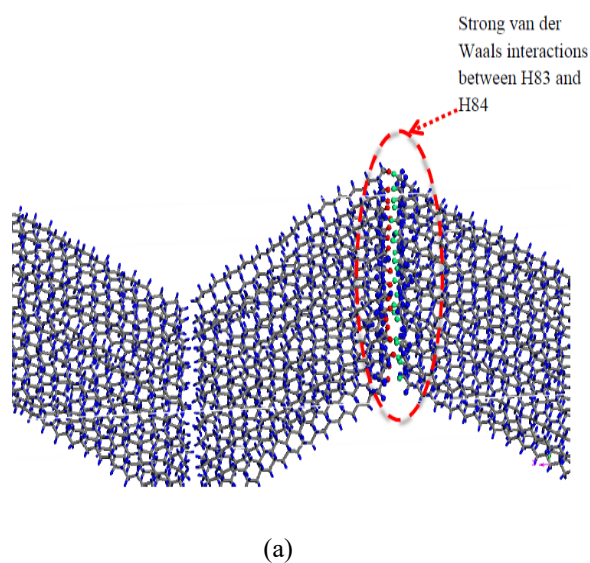 Strong van der
Waals interactions
between H83 and
H84
(a)